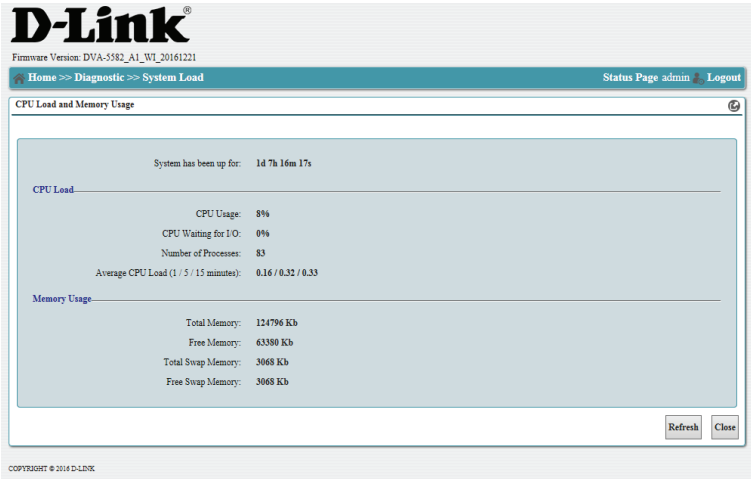 D-Link®
Firmware Version: DVA-5582_A1_WI_20161221
Home >> Diagnostic >> System Load Status Page admin Logout
CPU Load and Memory Usage
System has been up for: 1d 7h 16m 17s
CPU Load
CPU Usage: 8%
CPU Waiting for I/O: 0%
Number of Processes: 83
Average CPU Load (1 / 5 / 15 minutes): 0.16 / 0.32 / 0.33
Memory Usage
Total Memory: 124796 Kb
Free Memory: 63380 Kb
Total Swap Memory: 3068 Kb
Free Swap Memory: 3068 Kb
Refresh Close
COPYRIGHT © 2016 D-LINK